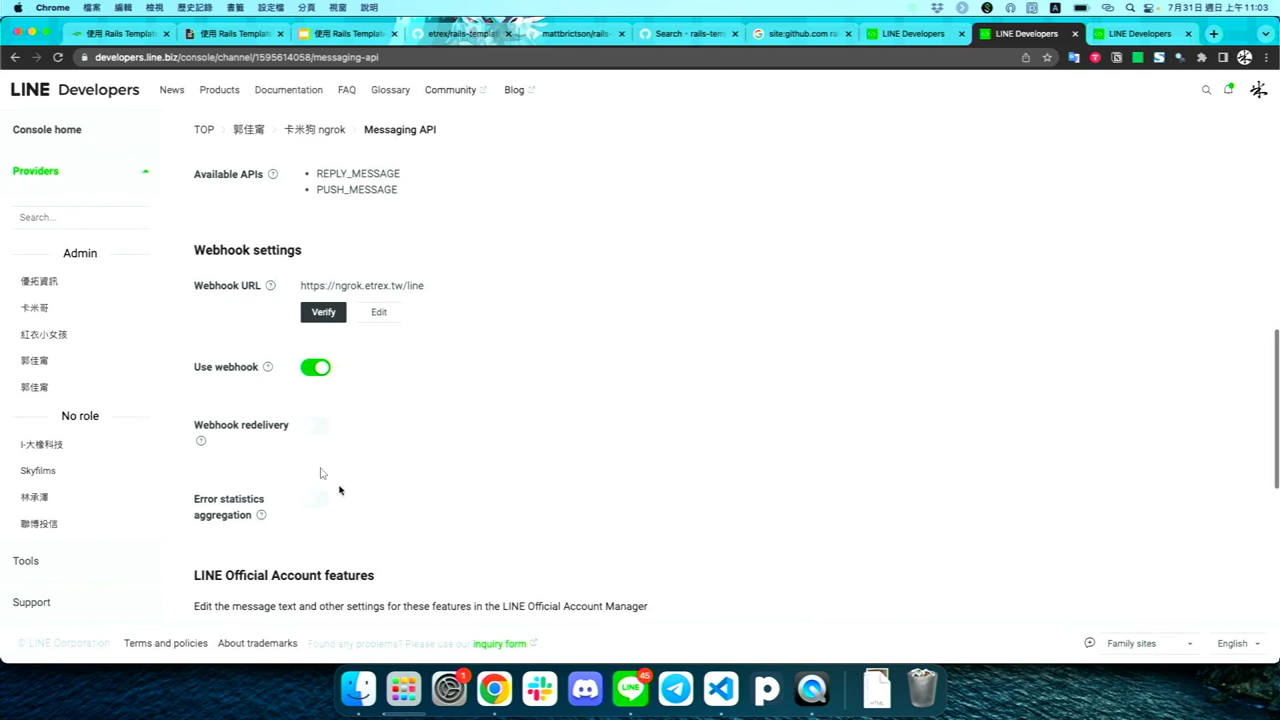 Chrome 檔案 編輯 檢視 歷史記錄 書籤 設定檔 分頁 視窗 說明 7月31日 週日 上午 11:03
使用 Rails Templat 使用 Rails Templat 使用 Rails Templat etrex/rails-templat mattbrictson/rails- Search · rails-tem site:github.com ra LINE Developers LINE Developers LINE Developers
developers.line.biz/console/channel/1595614058/messaging-api
LINE Developers News Products Documentation FAQ Glossary Community Blog
Console home
TOP 郭佳甯 卡米狗 ngrok Messaging API
Providers
Available APIs
• REPLY_MESSAGE
• PUSH_MESSAGE
Search...
Admin
優拓資訊
卡米哥
紅衣小女孩
郭佳甯
郭佳甯
No role
I-大橡科技
Skyfilms
林承澤
聯博投信
Tools
Support
Webhook settings
Webhook URL https://ngrok.etrex.tw/line
Verify Edit
Use webhook
Webhook redelivery
Error statistics
aggregation
LINE Official Account features
Edit the message text and other settings for these features in the LINE Official Account Manager
© LINE Corporation Terms and policies About trademarks Found any problems? Please use our inquiry form Family sites English
1
45
LINE
HTML